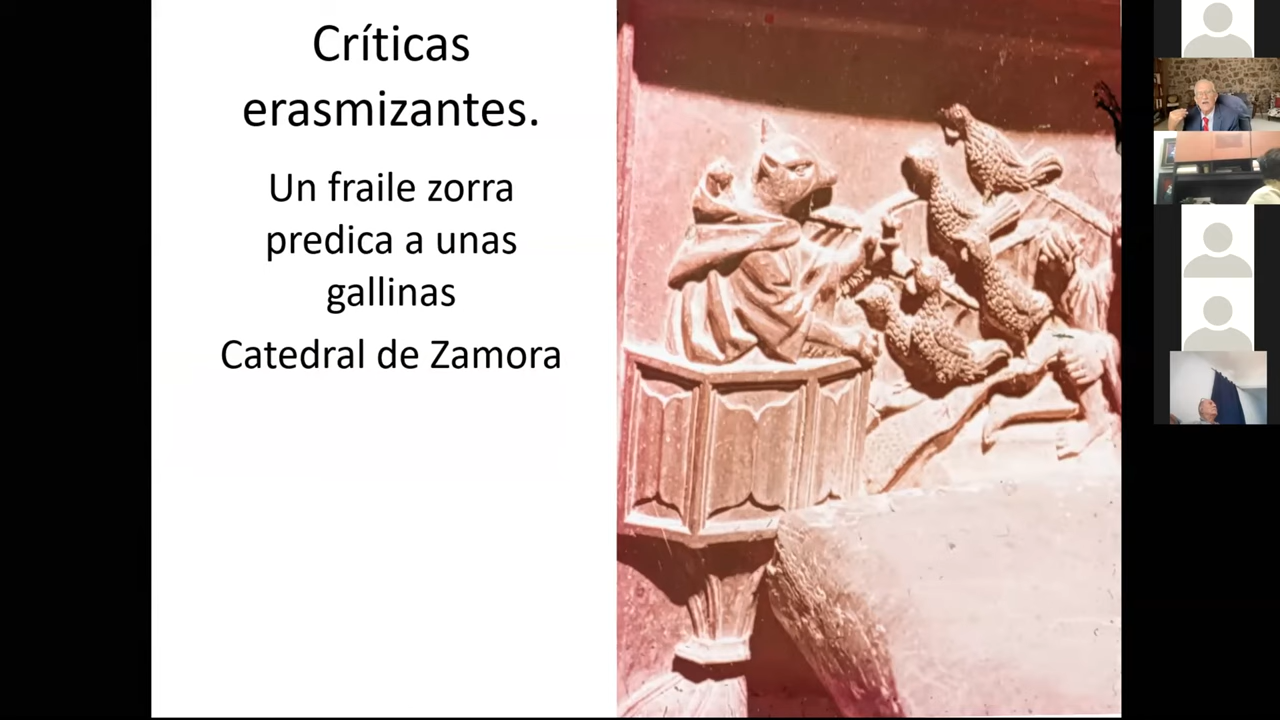 Críticas
erasmizantes.
Un fraile zorra
predica a unas
gallinas
Catedral de Zamora